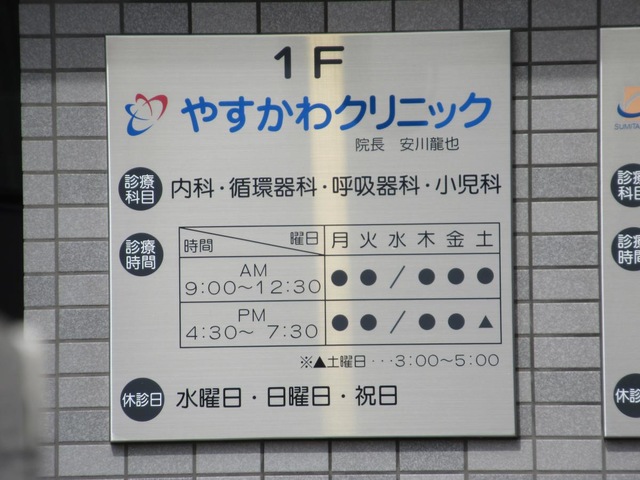 1F
やすかわクリニック
院長 安川龍也
診療科目 内科・循環器科・呼吸器科・小児科
診療時間
時間 曜日 月 火 水 木 金 土
AM
9:00～12:30 ● ● / ● ● ●
PM
4:30～ 7:30 ● ● / ● ● ▲
※▲土曜日・・・3:00～5:00
休診日 水曜日・日曜日・祝日